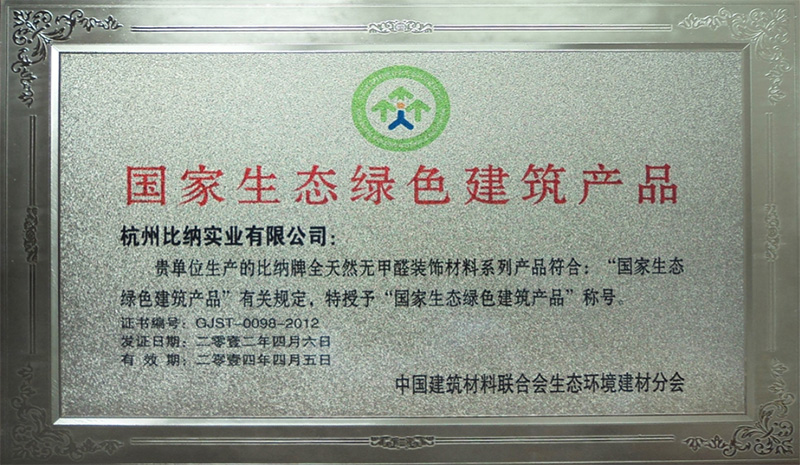 国家生态绿色建筑产品
杭州比纳实业有限公司：
贵单位生产的比纳牌全天然无甲醛装饰材料系列产品符合：“国家生态
绿色建筑产品”有关规定，特授予“国家生态绿色建筑产品”称号。
证书编号：GJST-0098-2012
发证日期：二零壹二年四月六日
有效期：二零壹四年四月五日
中国建筑材料联合会生态环境建材分会